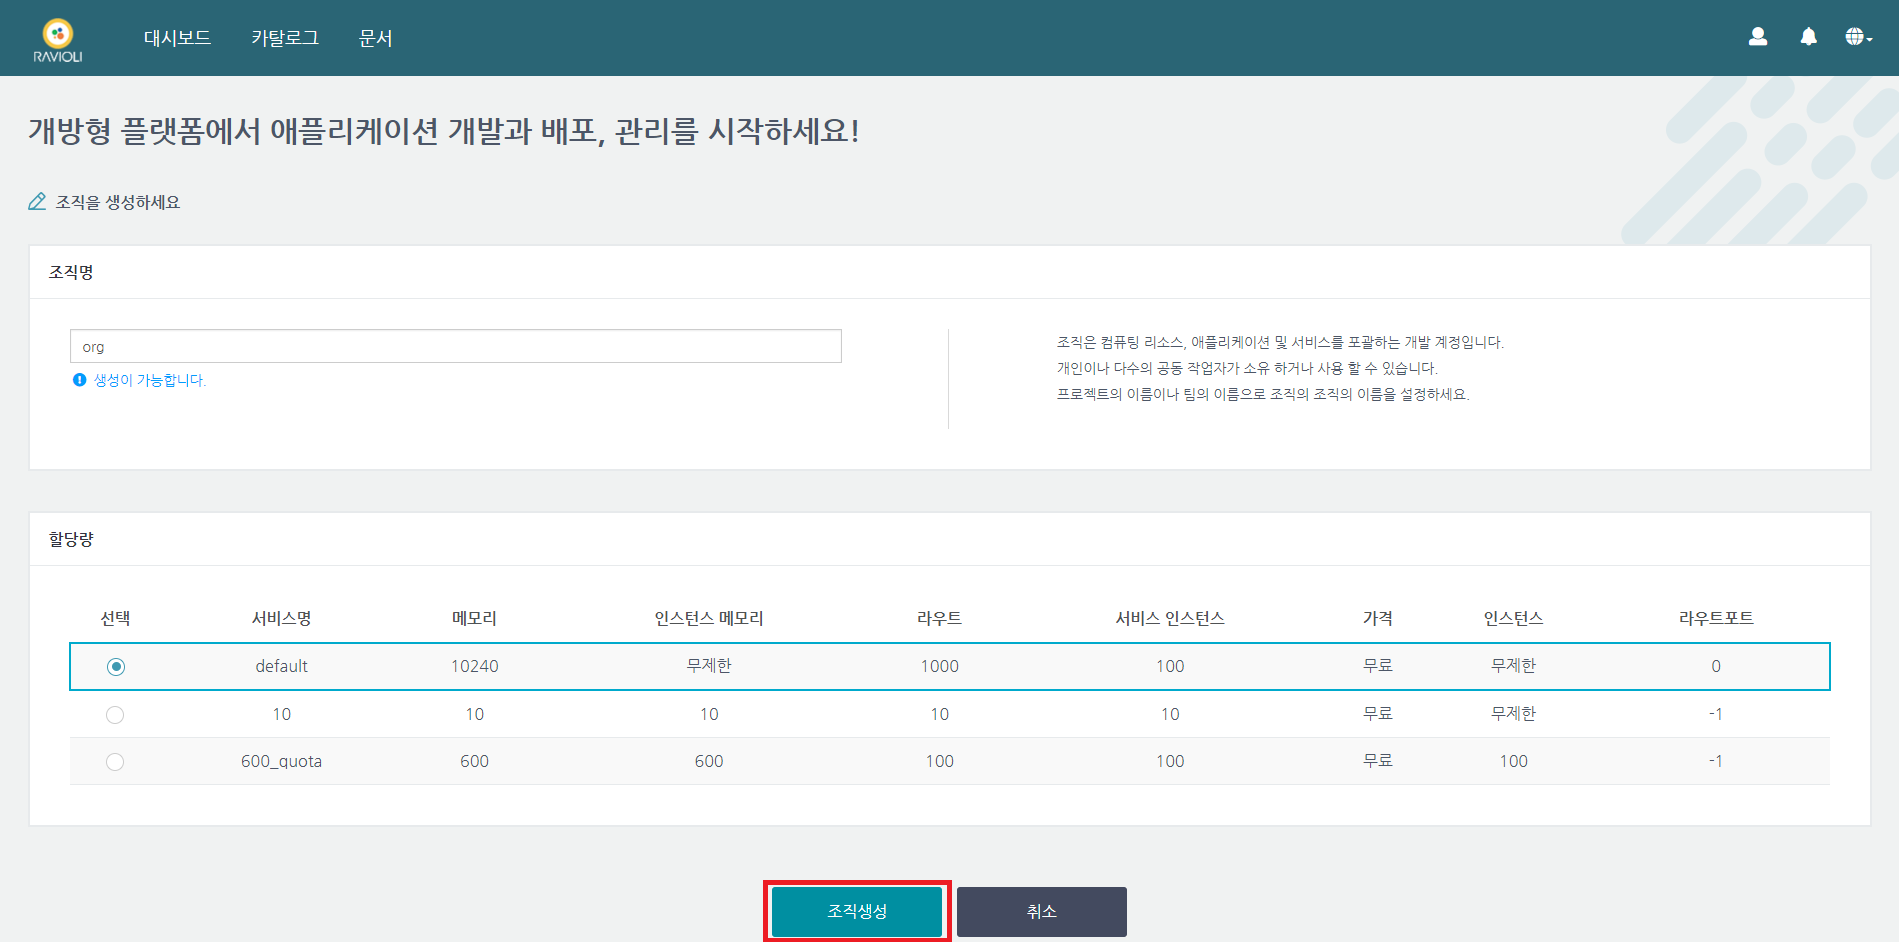 RAVIOLI
대시보드 카탈로그 문서
개방형 플랫폼에서 애플리케이션 개발과 배포, 관리를 시작하세요!
조직을 생성하세요
조직명
org
생성이 가능합니다.
조직은 컴퓨팅 리소스, 애플리케이션 및 서비스를 포괄하는 개발 계정입니다.
개인이나 다수의 공동 작업자가 소유 하거나 사용 할 수 있습니다.
프로젝트의 이름이나 팀의 이름으로 조직의 조직의 이름을 설정하세요.
할당량
선택 서비스명 메모리 인스턴스 메모리 라우트 서비스 인스턴스 가격 인스턴스 라우트포트
default 10240 무제한 1000 100 무료 무제한 0
10 10 10 10 10 무료 무제한 -1
600_quota 600 600 100 100 무료 100 -1
조직생성 취소